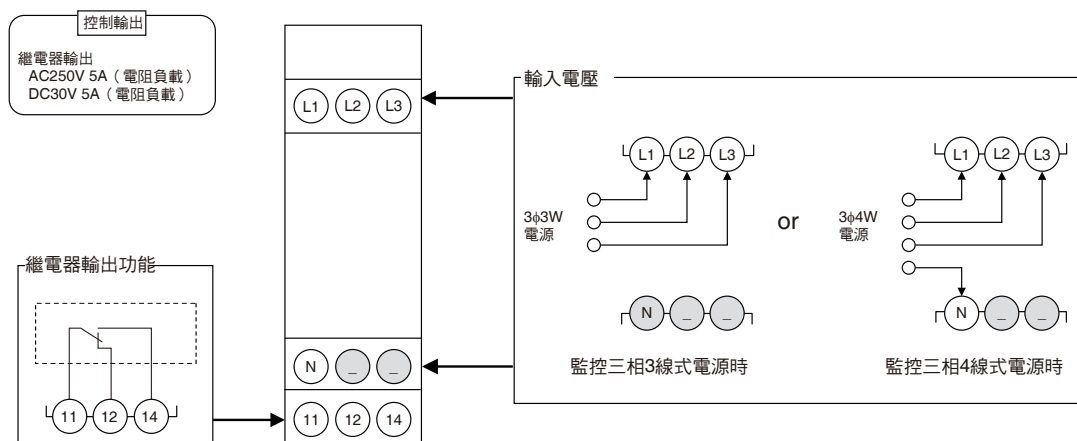 控制輸出
繼電器輸出
AC250V 5A（電阻負載）
DC30V 5A（電阻負載）
L1 L2 L3
N _ _
11 12 14
繼電器輸出功能
11 12 14
輸入電壓
L1 L2 L3
3ϕ3W
電源
N _ _
監控三相3線式電源時
or
L1 L2 L3
3ϕ4W
電源
N _ _
監控三相4線式電源時